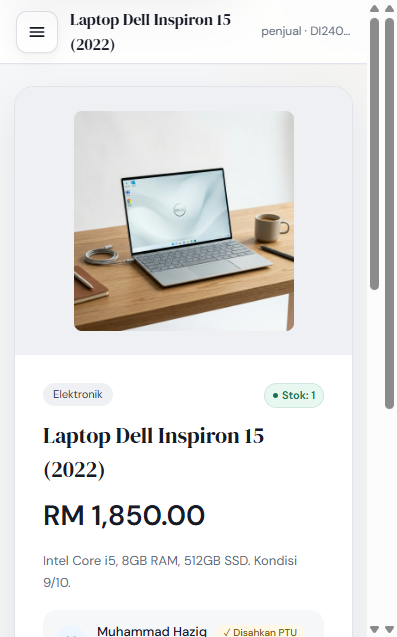 Laptop Dell Inspiron 15
(2022)
penjual · DI240...
Elektronik
Stok: 1
Laptop Dell Inspiron 15
(2022)
RM 1,850.00
Intel Core i5, 8GB RAM, 512GB SSD. Kondisi
9/10.
Muhammad Haziq ✓ Disahkan PTU